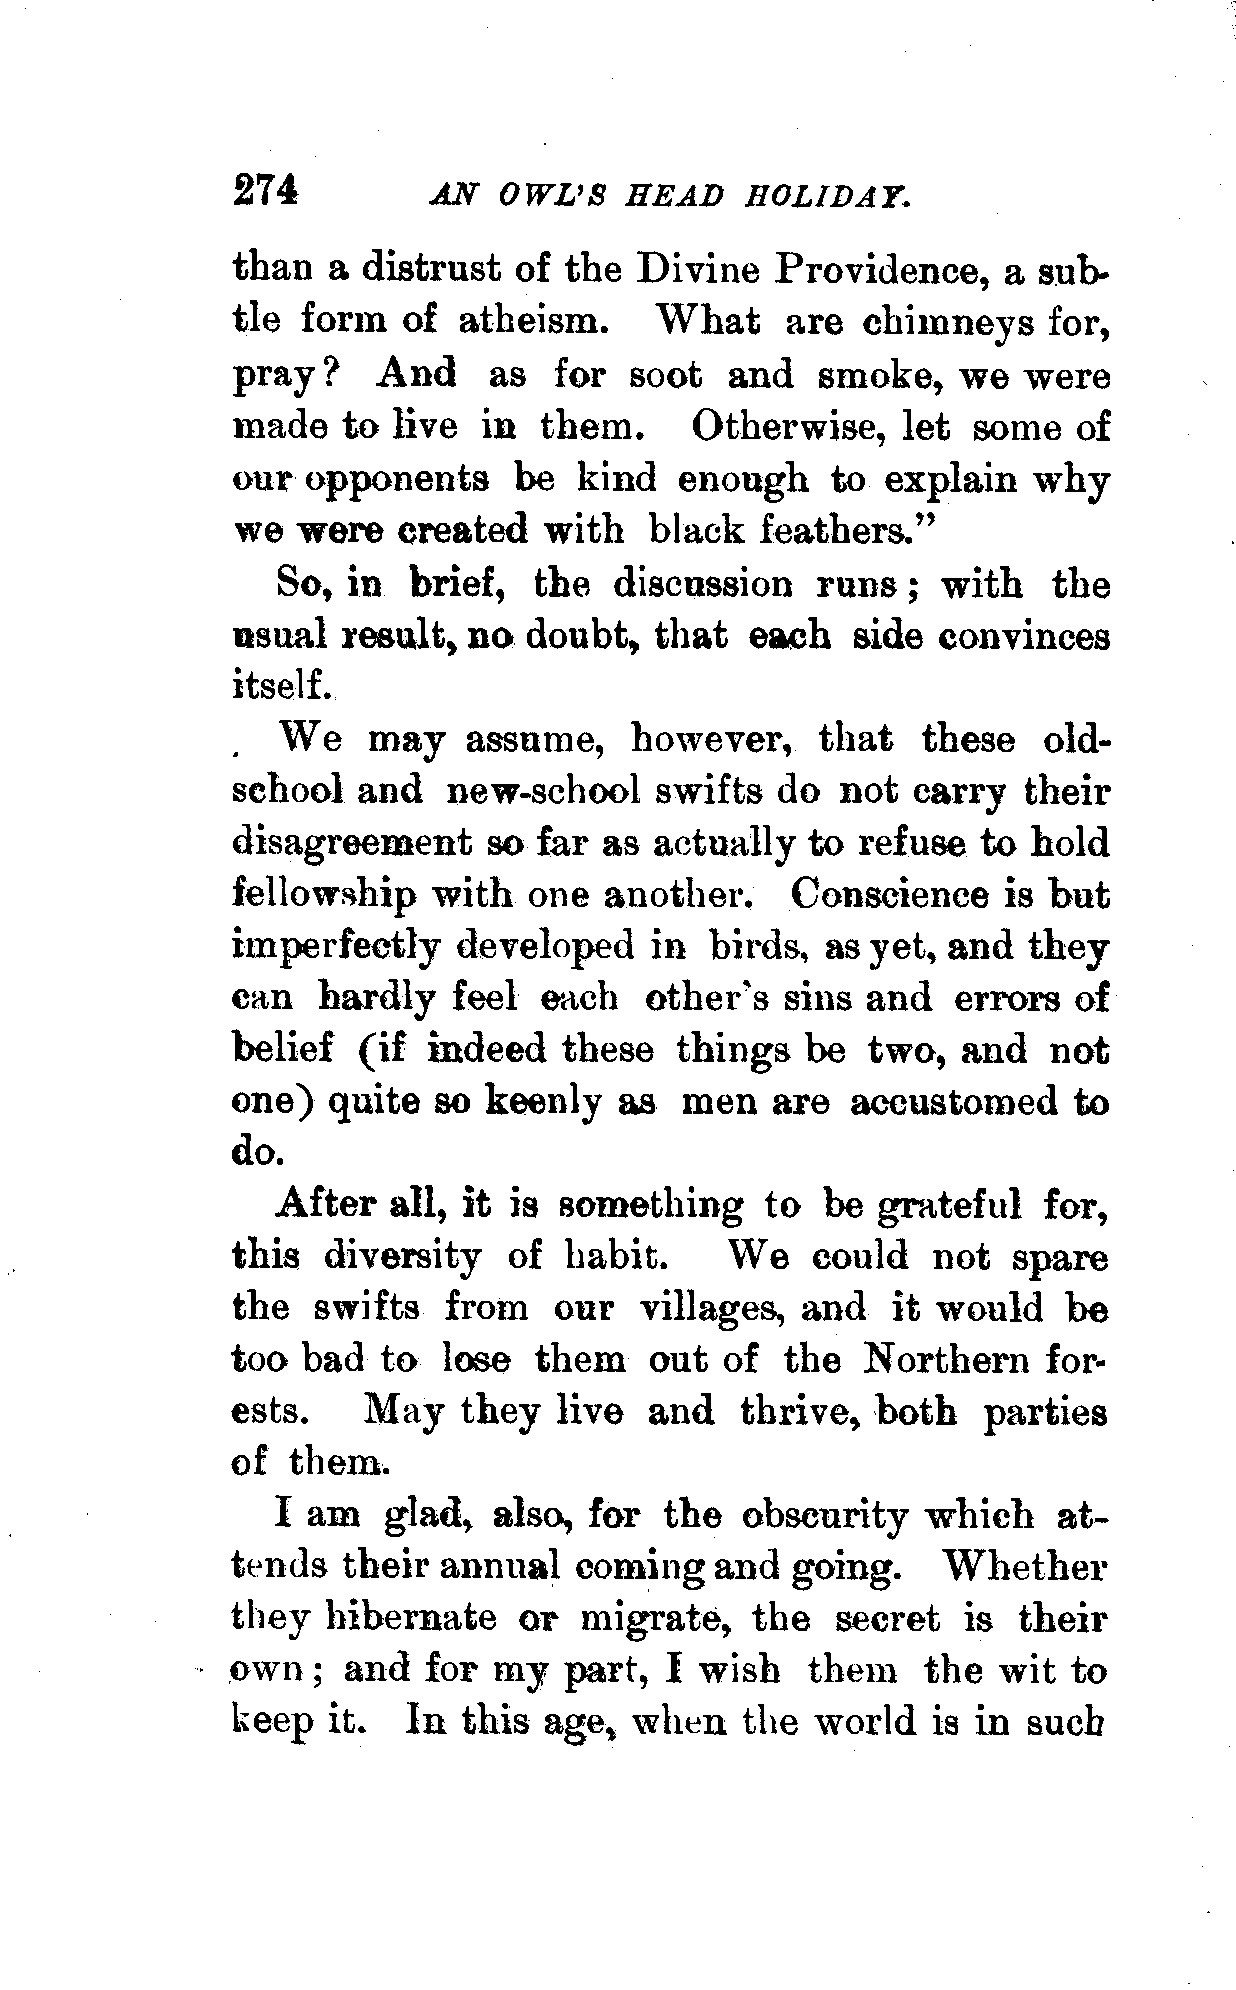 274 AN OWL'S HEAD HOLIDAY.
than a distrust of the Divine Providence, a sub-
tle form of atheism. What are chimneys for,
pray? And as for soot and smoke, we were
made to live in them. Otherwise, let some of
our opponents be kind enough to explain why
we were created with black feathers."
So, in brief, the discussion runs; with the
usual result, no doubt, that each side convinces
itself.
We may assume, however, that these old-
school and new-school swifts do not carry their
disagreement so far as actually to refuse to hold
fellowship with one another. Conscience is but
imperfectly developed in birds, as yet, and they
can hardly feel each other's sins and errors of
belief (if indeed these things be two, and not
one) quite so keenly as men are accustomed to
do.
After all, it is something to be grateful for,
this diversity of habit. We could not spare
the swifts from our villages, and it would be
too bad to lose them out of the Northern for-
ests. May they live and thrive, both parties
of them.
I am glad, also, for the obscurity which at-
tends their annual coming and going. Whether
they hibernate or migrate, the secret is their
own; and for my part, I wish them the wit to
keep it. In this age, when the world is in such